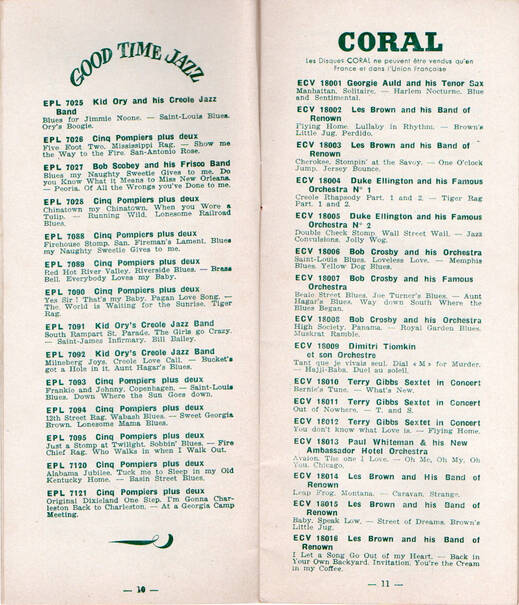 GOOD TIME JAZZ
EPL 7025 Kid Ory and his Creole Jazz
Band
Blues for Jimmie Noone. — Saint-Louis Blues.
Ory's Boogie.
EPL 7026 Cinq Pompiers plus deux
Five Foot Two. Mississippi Rag. — Show me
the Way to the Fire. San-Antonio Rose.
EPL 7027 Bob Scobey and his Frisco Band
Blues my Naughty Sweetie Gives to me. Do
you Know What it Means to Miss New Orleans.
— Peoria. Of All the Wrongs you've Done to me.
EPL 7028 Cinq Pompiers plus deux
Chinatown my Chinatown. When you Wore a
Tulip. — Running Wild. Lonesome Railroad
Blues.
EPL 7088 Cinq Pompiers plus deux
Firehouse Stomp. San. Fireman's Lament. Blues
my Naughty Sweetie Gives to me.
EPL 7089 Cinq Pompiers plus deux
Red Hot River Valley. Riverside Blues. — Brass
Bell. Everybody Loves my Baby.
EPL 7090 Cinq Pompiers plus deux
Yes Sir ! That's my Baby. Pagan Love Song. —
The World is Waiting for the Sunrise. Tiger
Rag.
EPL 7091 Kid Ory's Creole Jazz Band
South Rampart St. Parade. The Girls go Crazy.
— Saint-James Infirmary. Bill Bailey.
EPL 7092 Kid Ory's Creole Jazz Band
Milneberg Joys. Creole Love Call. — Bucket's
got a Hole in it. Aunt Hagar's Blues.
EPL 7093 Cinq Pompiers plus deux
Frankie and Johnny. Copenhagen. — Saint-Louis
Blues. Down Where the Sun Goes down.
EPL 7094 Cinq Pompiers plus deux
12th Street Rag. Wabash Blues. — Sweet Georgia
Brown. Lonesome Mama Blues.
EPL 7095 Cinq Pompiers plus deux
Just a Stomp at Twilight. Sobbin' Blues. — Fire
Chief Rag. Who Walks in when I Walk Out.
EPL 7120 Cinq Pompiers plus deux
Alabama Jubilee. Tuck me to Sleep in my Old
Kentucky Home. — Basin Street Blues.
EPL 7121 Cinq Pompiers plus deux
Original Dixieland One Step. I'm Gonna Char-
leston Back to Charleston. — At a Georgia Camp
Meeting.
— 10 —
CORAL
Les Disques CORAL ne peuvent être vendus qu'en
France et dans l'Union Française
ECV 18001 Georgie Auld and his Tenor Sax
Manhattan. Solitaire. — Harlem Nocturne. Blue
and Sentimental.
ECV 18002 Les Brown and his Band of
Renown
Flying Home. Lullaby in Rhythm. — Brown's
Little Jug. Perdido.
ECV 18003 Les Brown and his Band of
Renown
Cherokee. Stompin' at the Savoy. — One O'Clock
Jump. Jersey Bounce.
ECV 18004 Duke Ellington and his Famous
Orchestra N° 1
Creole Rhapsody Part. 1 and 2. — Tiger Rag
Part. 1 and 2.
ECV 18005 Duke Ellington and his Famous
Orchestra N° 2
Double Check Stomp. Wall Street Wail. — Jazz
Convulsions. Jolly Wog.
ECV 18006 Bob Crosby and his Orchestra
Saint-Louis Blues. Loveless Love. — Memphis
Blues. Yellow Dog Blues.
ECV 18007 Bob Crosby and his Famous
Orchestra
Beale Street Blues. Joe Turner's Blues. — Aunt
Hagar's Blues. Way down South Where the
Blues Began.
ECV 18008 Bob Crosby and his Orchestra
High Society. Panama. — Royal Garden Blues.
Muskrat Ramble.
ECV 18009 Dimitri Tiomkin
et son Orchestre
Tant que je vivais seul. Dial « M » for Murder.
— Hajji-Baba. Duel au soleil.
ECV 18010 Terry Gibbs Sextet in Concert
Bernie's Tune. — What's New.
ECV 18011 Terry Gibbs Sextet in Concert
Out of Nowhere. — T. and S.
ECV 18012 Terry Gibbs Sextet in Concert
You don't know What Love is. — Flying Home.
ECV 18013 Paul Whiteman & his New
Ambassador Hotel Orchestra
Avalon. The one I Love. — Oh Me, Oh My, Oh
You. Chicago.
ECV 18014 Les Brown and His Band of
Renown
Leap Frog. Montana. — Caravan. Strange.
ECV 18015 Les Brown and his Band of
Renown
Baby. Speak Low. — Street of Dreams. Brown's
Little Jug.
ECV 18016 Les Brown and his Band of
Renown
I Let a Song Go Out of my Heart. — Back in
Your Own Backyard. Invitation. You're the Cream
in my Coffee.
— 11 —